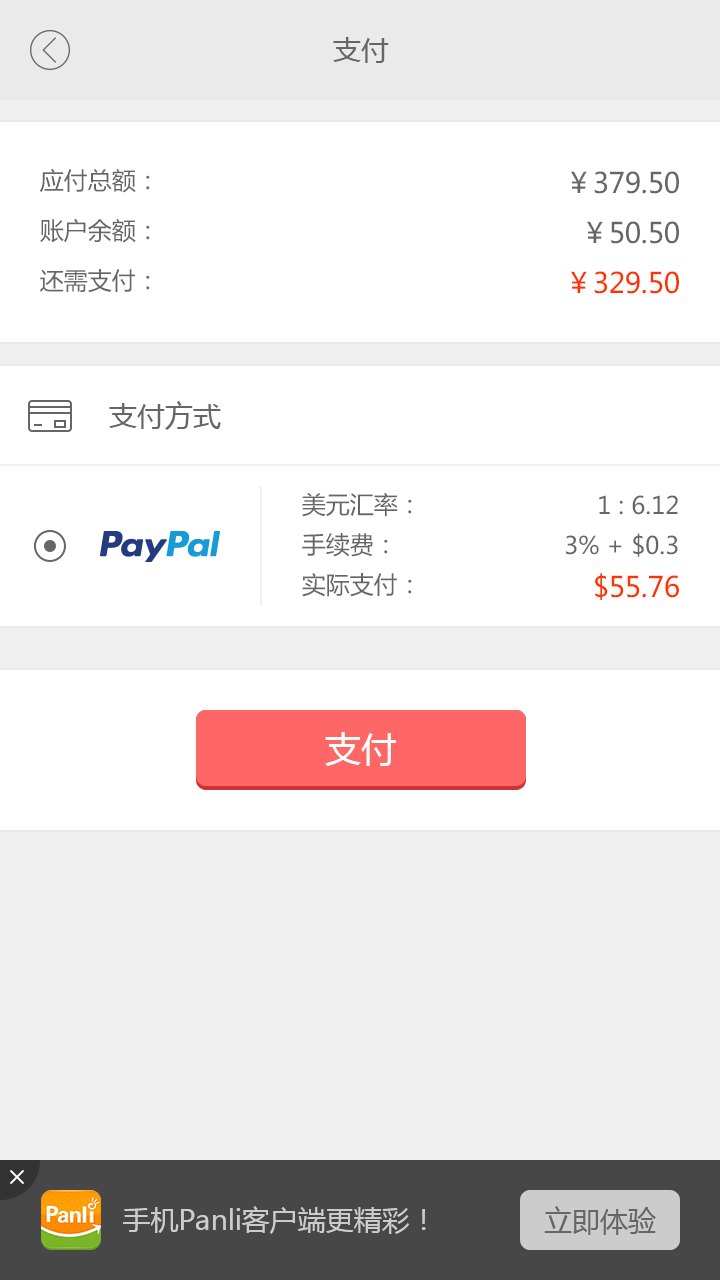 支付
应付总额： ¥ 379.50
账户余额： ¥ 50.50
还需支付： ¥ 329.50
支付方式
PayPal
美元汇率： 1 : 6.12
手续费： 3% + $0.3
实际支付： $55.76
支付
Panli
手机Panli客户端更精彩！
立即体验